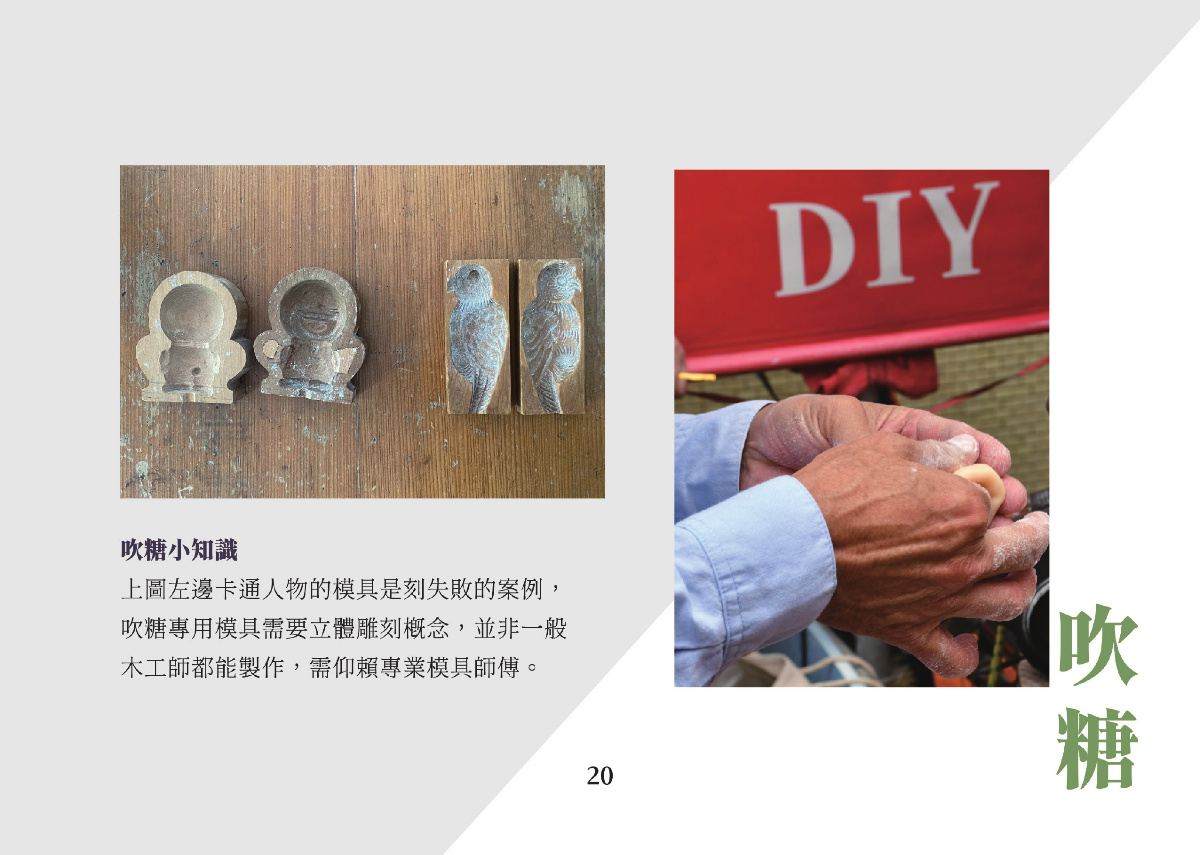 DIY
吹糖小知識
上圖左邊卡通人物的模具是刻失敗的案例，
吹糖專用模具需要立體雕刻概念，並非一般
木工師都能製作，需仰賴專業模具師傅。
吹糖
20